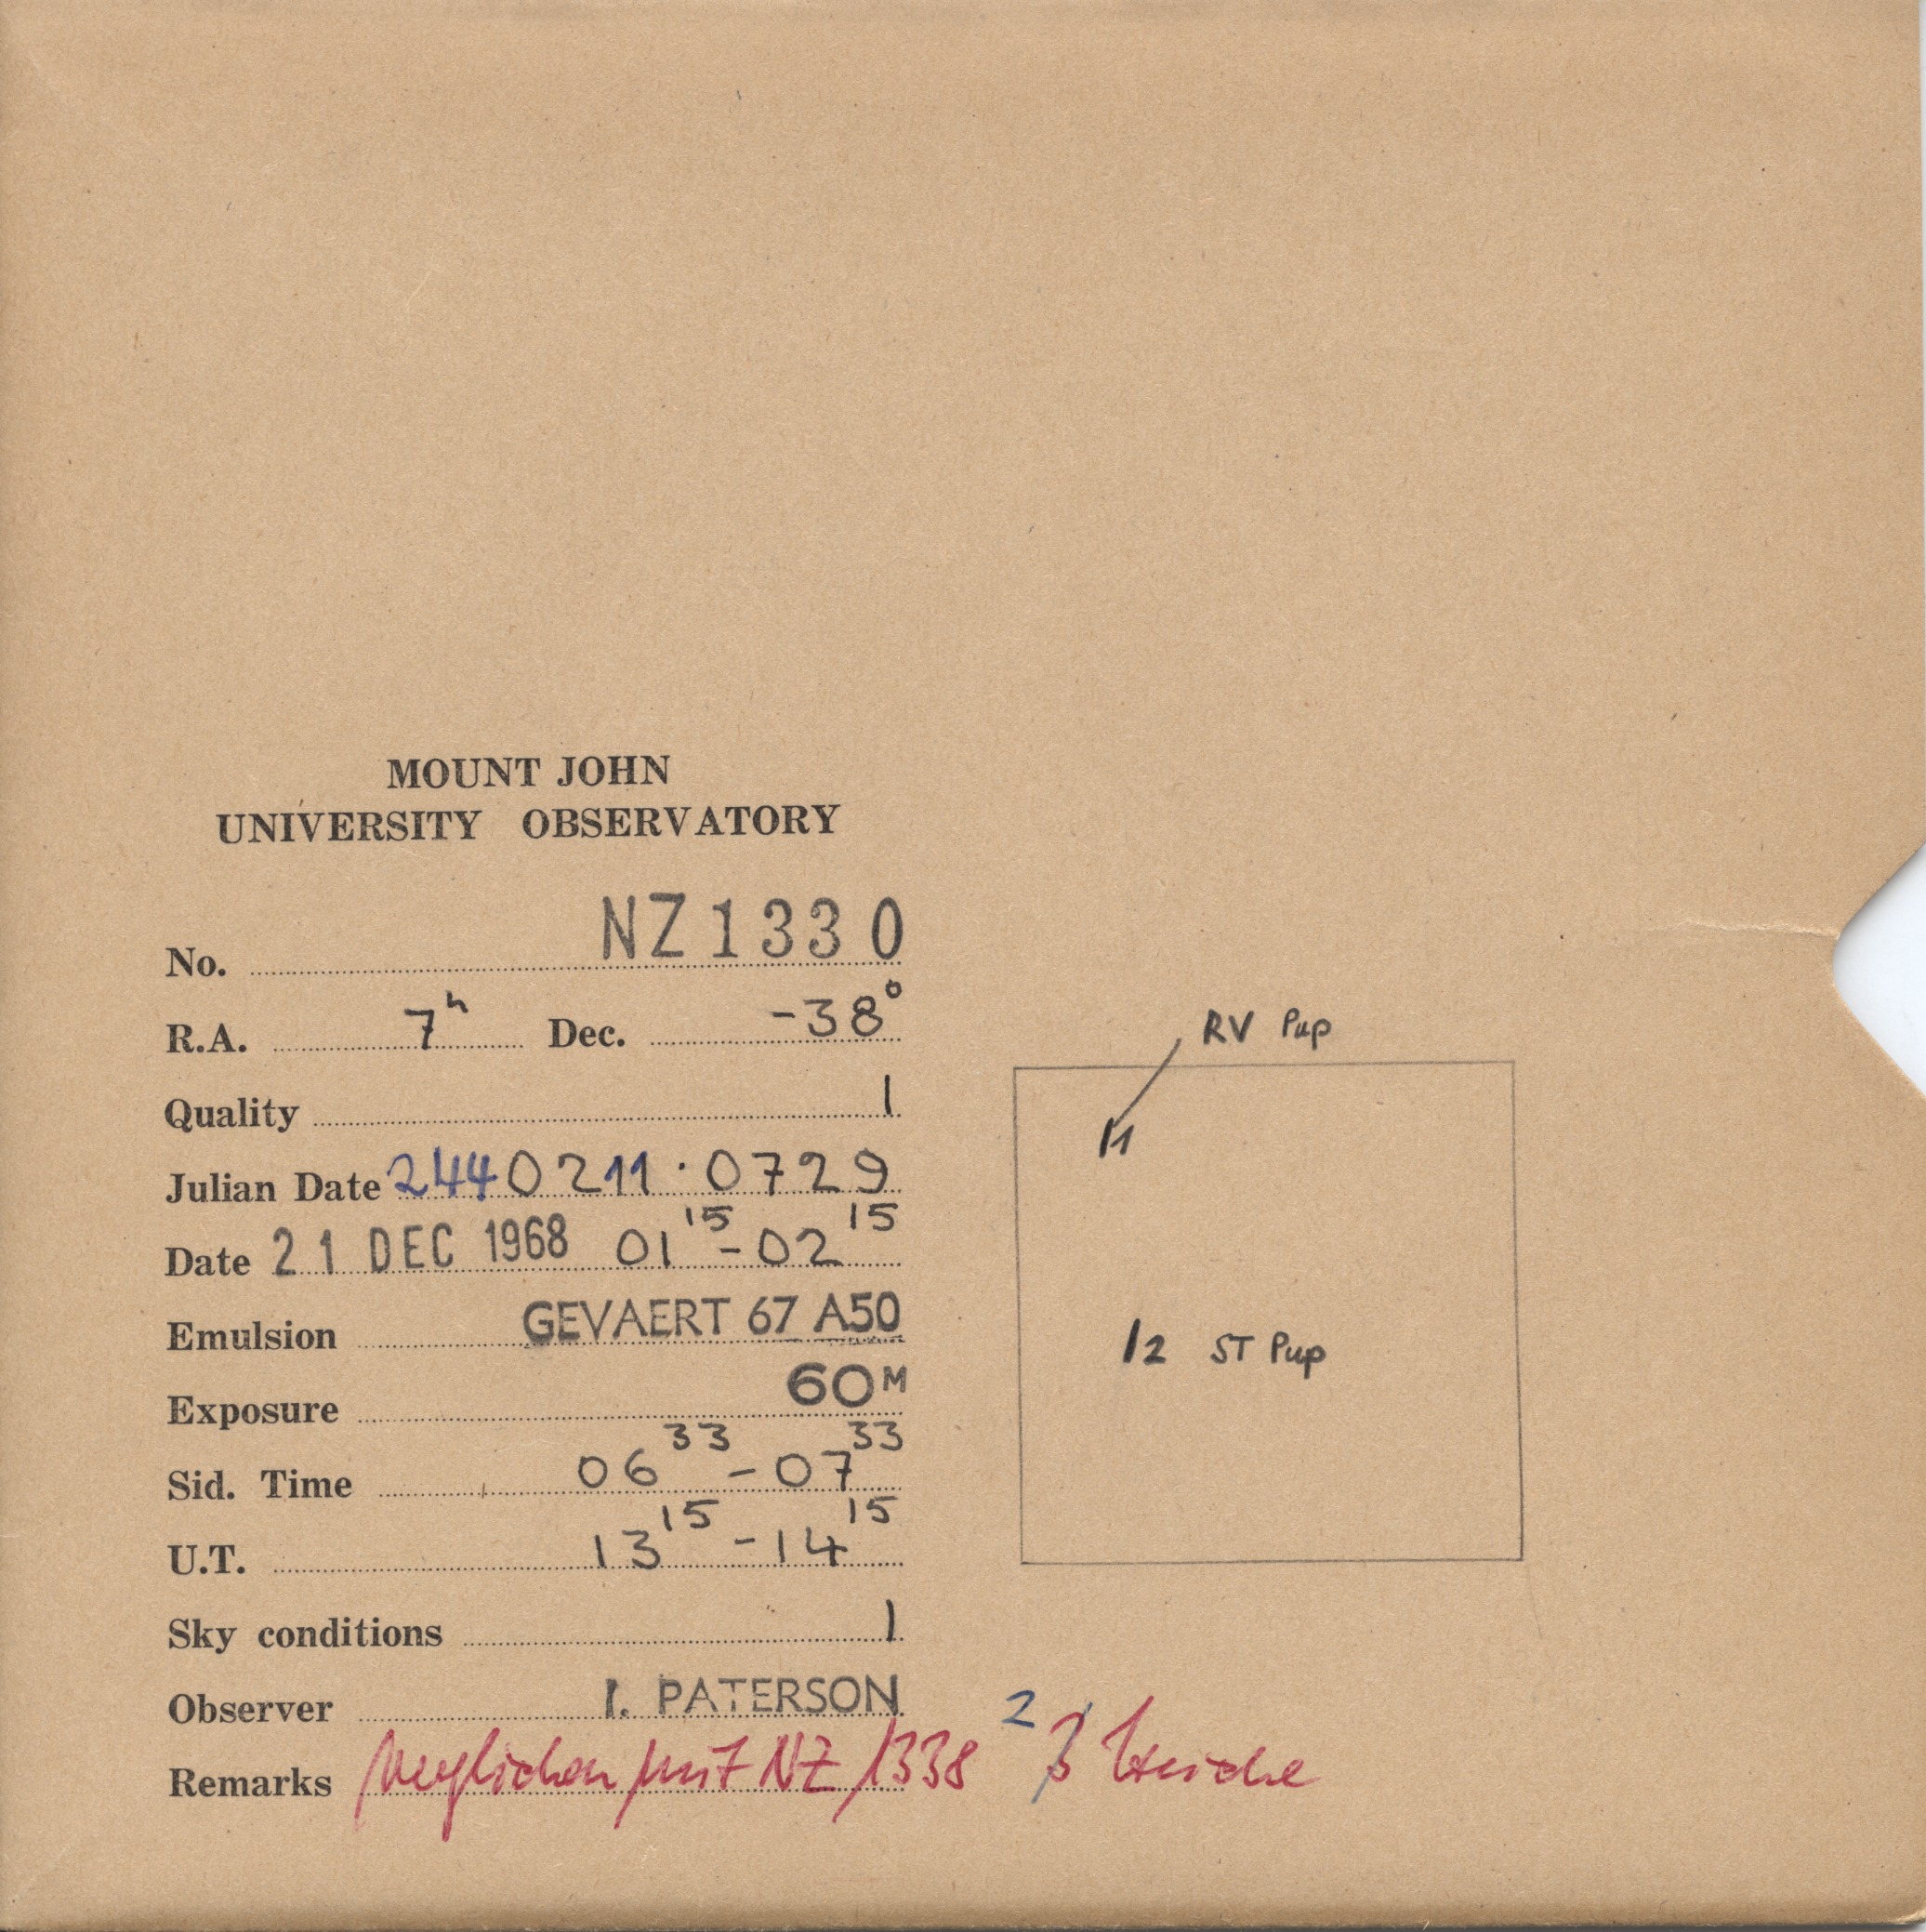 MOUNT JOHN
UNIVERSITY OBSERVATORY
No. NZ1330
R.A. 7h Dec. -38°
Quality 1
Julian Date 2440211.0729
Date 21 DEC 1968 01 15 - 02 15
Emulsion GEVAERT 67 A50
Exposure 60M
Sid. Time 06 33 - 07 33
U.T. 13 15 - 14 15
Sky conditions 1
Observer I. PATERSON
Remarks Verglichen mit NZ 1338 2 3 Striche
RV Pup
/1
/2 ST Pup